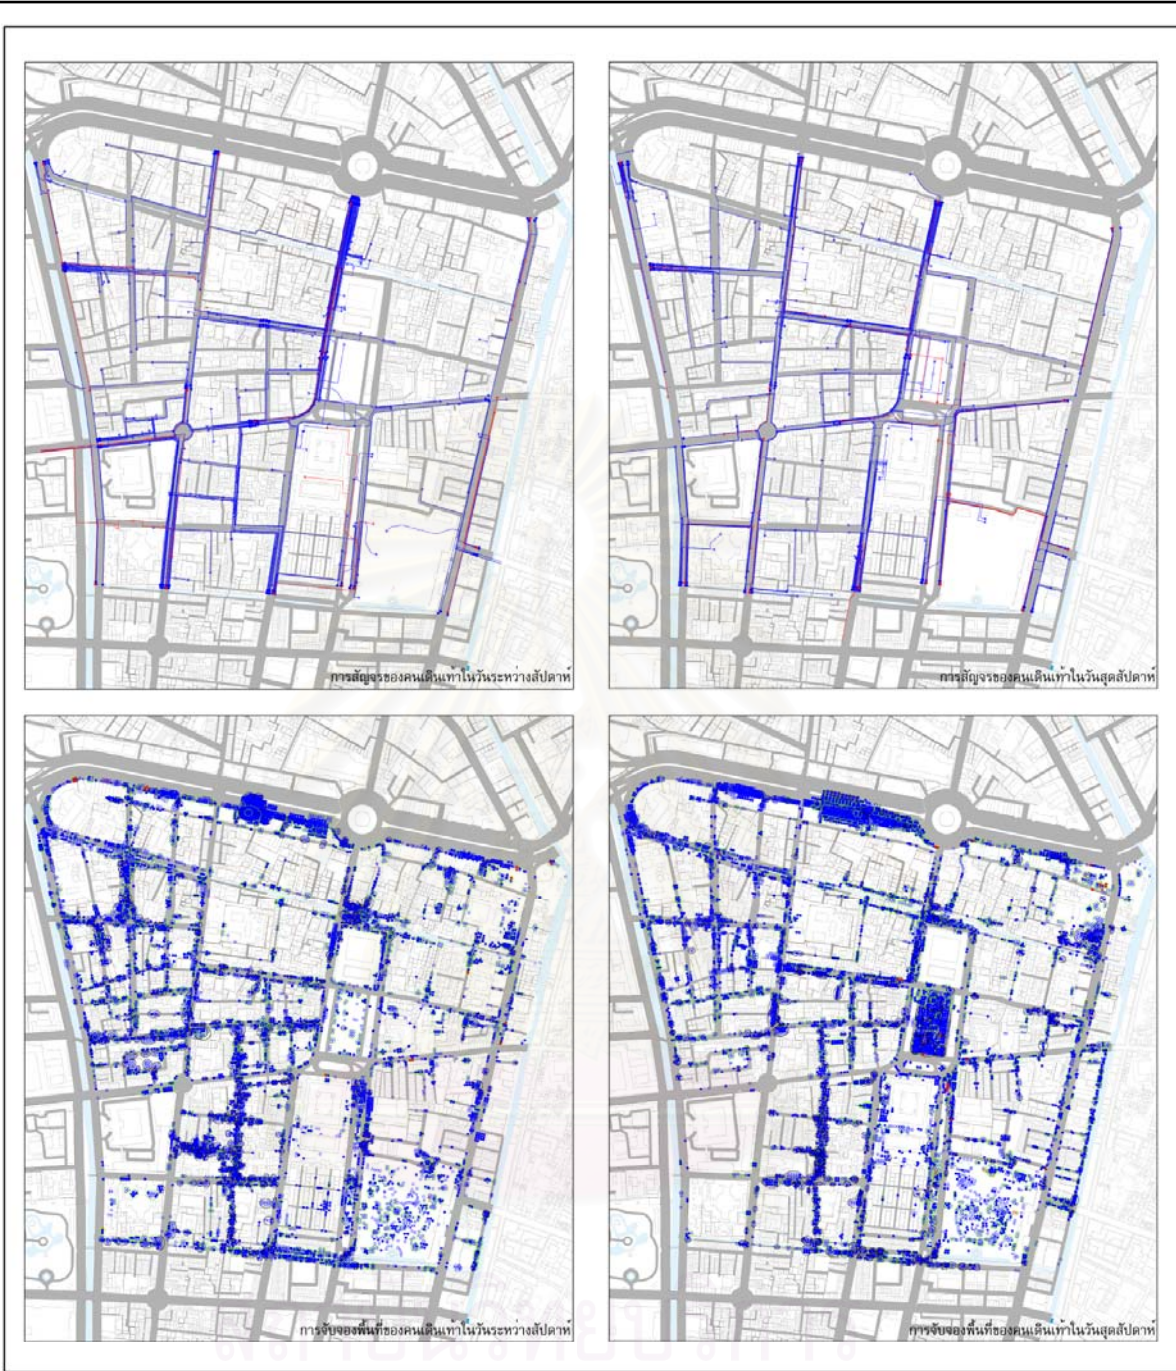 การสัญจรของคนเดินเท้าในวันระหว่างสัปดาห์
การสัญจรของคนเดินเท้าในวันสุดสัปดาห์
การจับจองพื้นที่ของคนเดินเท้าในวันระหว่างสัปดาห์
การจับจองพื้นที่ของคนเดินเท้าในวันสุดสัปดาห์